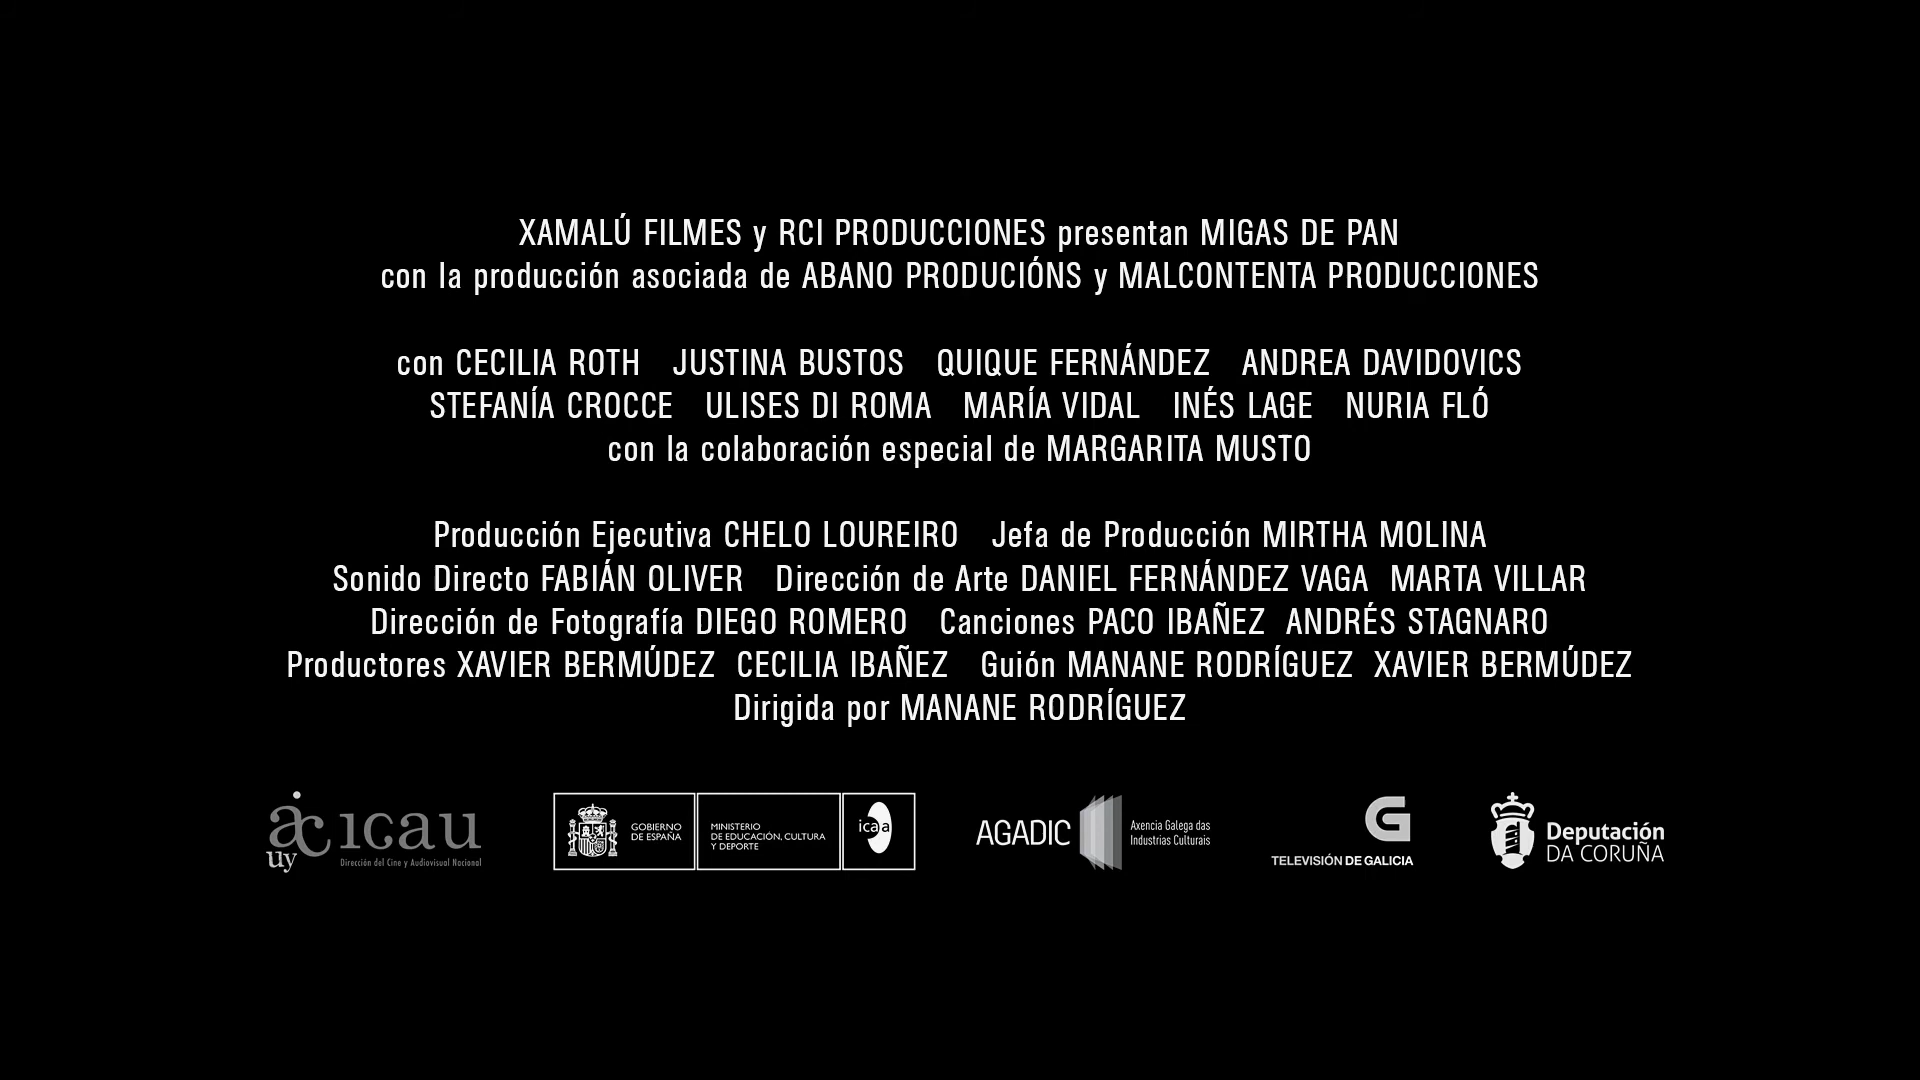 XAMALÚ FILMES y RCI PRODUCCIONES presentan MIGAS DE PAN
con la producción asociada de ABANO PRODUCIÓNS y MALCONTENTA PRODUCCIONES
con CECILIA ROTH JUSTINA BUSTOS QUIQUE FERNÁNDEZ ANDREA DAVIDOVICS
STEFANÍA CROCCE ULISES DI ROMA MARÍA VIDAL INÉS LAGE NURIA FLÓ
con la colaboración especial de MARGARITA MUSTO
Producción Ejecutiva CHELO LOUREIRO Jefa de Producción MIRTHA MOLINA
Sonido Directo FABIÁN OLIVER Dirección de Arte DANIEL FERNÁNDEZ VAGA MARTA VILLAR
Dirección de Fotografía DIEGO ROMERO Canciones PACO IBAÑEZ ANDRÉS STAGNARO
Productores XAVIER BERMÚDEZ CECILIA IBAÑEZ Guión MANANE RODRÍGUEZ XAVIER BERMÚDEZ
Dirigida por MANANE RODRÍGUEZ
ac uy
icau
Dirección del Cine y Audiovisual Nacional
GOBIERNO
DE ESPAÑA
MINISTERIO
DE EDUCACIÓN, CULTURA
Y DEPORTE
icaa
AGADIC
Axencia Galega das
Industrias Culturais
G
TELEVISIÓN DE GALICIA
Deputación
DA CORUÑA